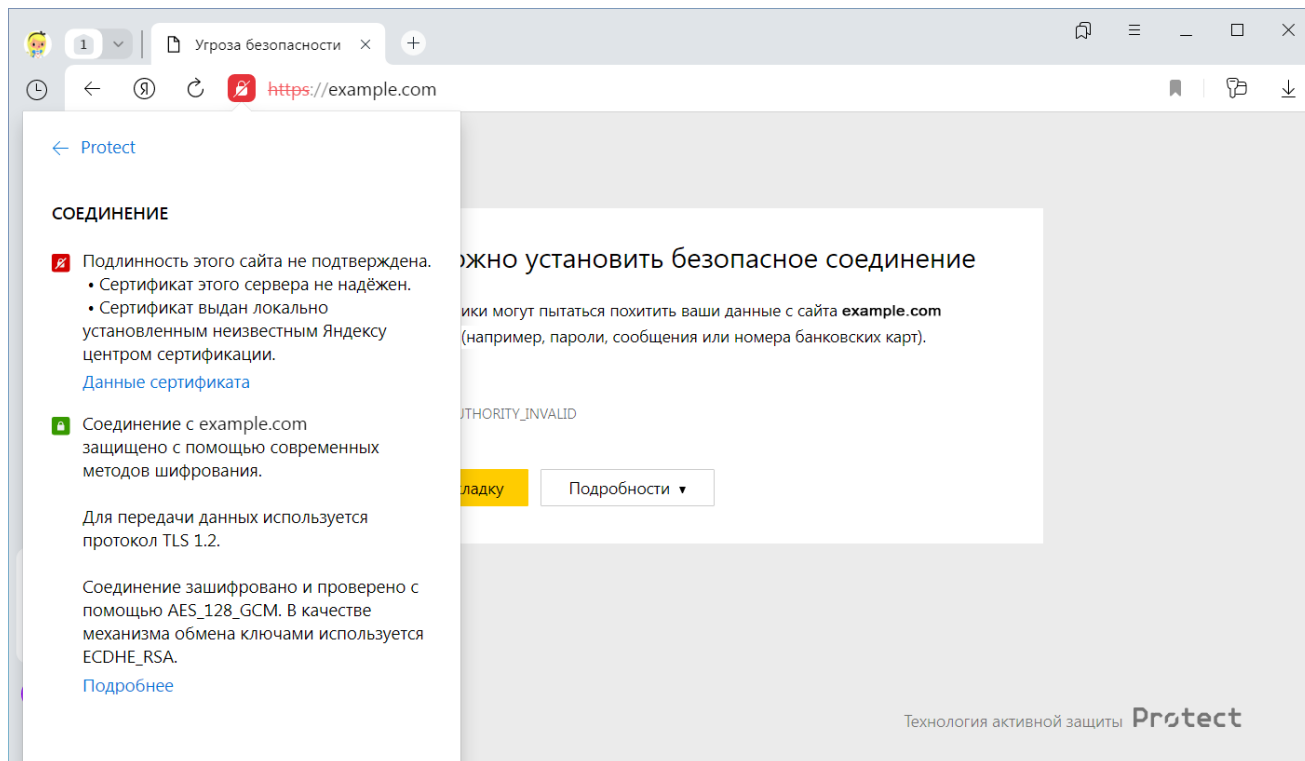 1
Угроза безопасности
https://example.com
Protect
СОЕДИНЕНИЕ
Подлинность этого сайта не подтверждена.
• Сертификат этого сервера не надёжен.
• Сертификат выдан локально
установленным неизвестным Яндексу
центром сертификации.
Данные сертификата
Соединение с example.com
защищено с помощью современных
методов шифрования.
Для передачи данных используется
протокол TLS 1.2.
Соединение зашифровано и проверено с
помощью AES_128_GCM. В качестве
механизма обмена ключами используется
ECDHE_RSA.
Подробнее
ожно установить безопасное соединение
ики могут пытаться похитить ваши данные с сайта example.com
(например, пароли, сообщения или номера банковских карт).
UTHORITY_INVALID
кладку
Подробности ▾
Технология активной защиты Protect